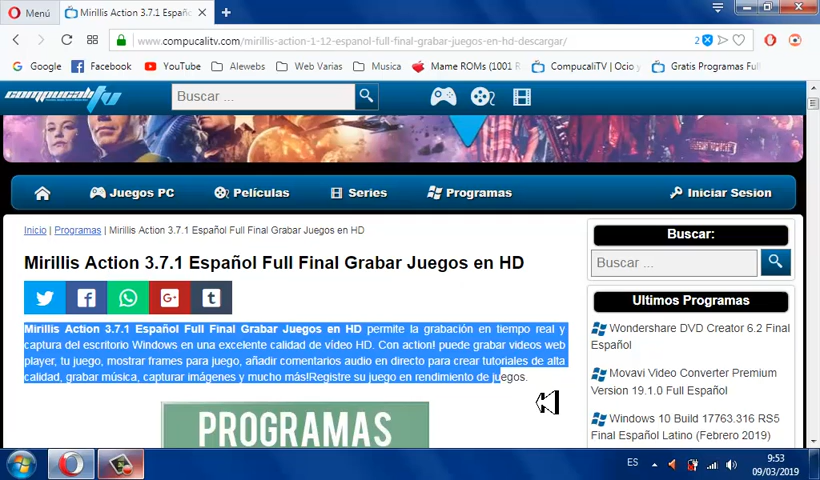 Menú
Mirillis Action 3.7.1 Españo
www.compucalitv.com/mirillis-action-1-12-espanol-full-final-grabar-juegos-en-hd-descargar/
2
Google
Facebook
YouTube
Alewebs
Web Varias
Musica
Mame ROMs (1001 R
CompucaliTV | Ocio y
Gratis Programas Ful
compucalitv
Buscar ...
Juegos PC
Películas
Series
Programas
Iniciar Sesion
Inicio | Programas | Mirillis Action 3.7.1 Español Full Final Grabar Juegos en HD
Mirillis Action 3.7.1 Español Full Final Grabar Juegos en HD
Mirillis Action 3.7.1 Español Full Final Grabar Juegos en HD permite la grabación en tiempo real y
captura del escritorio Windows en una excelente calidad de vídeo HD. Con action! puede grabar videos web
player, tu juego, mostrar frames para juego, añadir comentarios audio en directo para crear tutoriales de alta
calidad, grabar música, capturar imágenes y mucho más!Registre su juego en rendimiento de juegos.
PROGRAMAS
Buscar:
Buscar ...
Ultimos Programas
Wondershare DVD Creator 6.2 Final
Español
Movavi Video Converter Premium
Version 19.1.0 Full Español
Windows 10 Build 17763.316 RS5
Final Español Latino (Febrero 2019)
ES
9:53
09/03/2019